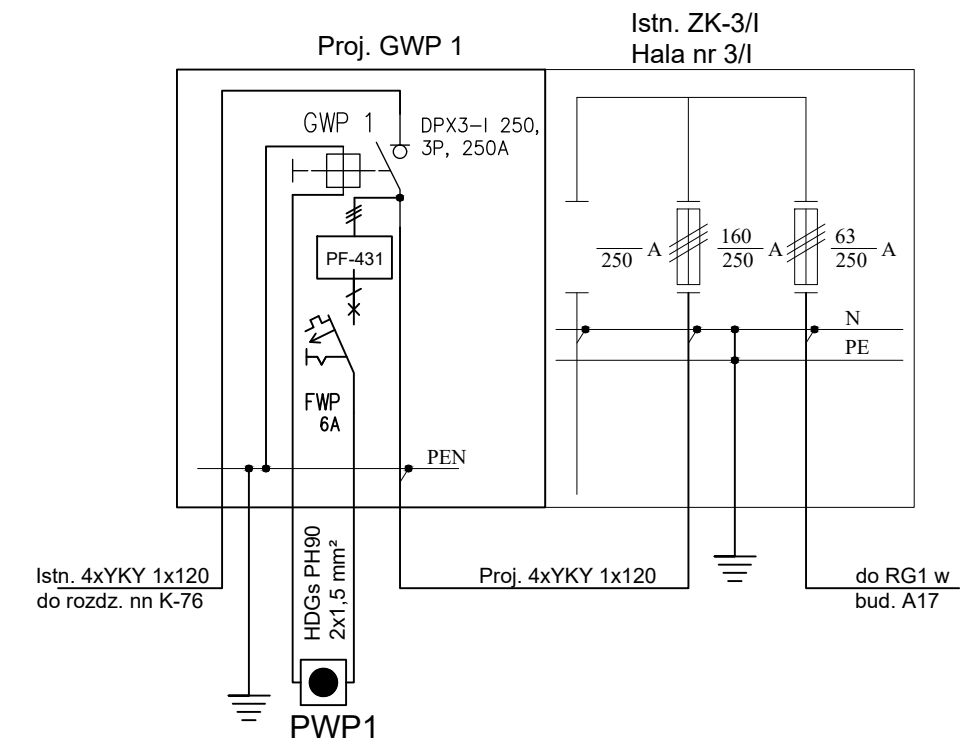 Proj. GWP 1
Istn. ZK-3/I
Hala nr 3/I
GWP 1
DPX3-I 250,
3P, 250A
PF-431
FWP
6A
PEN
250 A
160
250 A
63
250 A
N
PE
Istn. 4xYKY 1x120
do rozdz. nn K-76
HDGs PH90
2x1,5 mm²
Proj. 4xYKY 1x120
do RG1 w
bud. A17
PWP1